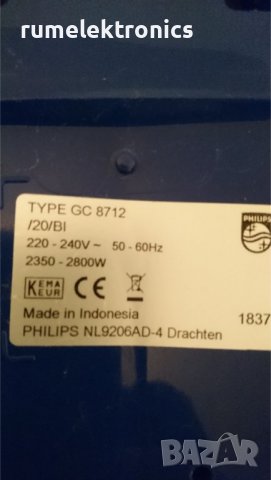 rumelektronics
TYPE GC 8712
/20/BI
220 - 240V ~ 50 - 60Hz
2350 - 2800W
PHILIPS
KEMA
KEUR
CE
Made in Indonesia
1837
PHILIPS NL9206AD-4 Drachten
BAZAR